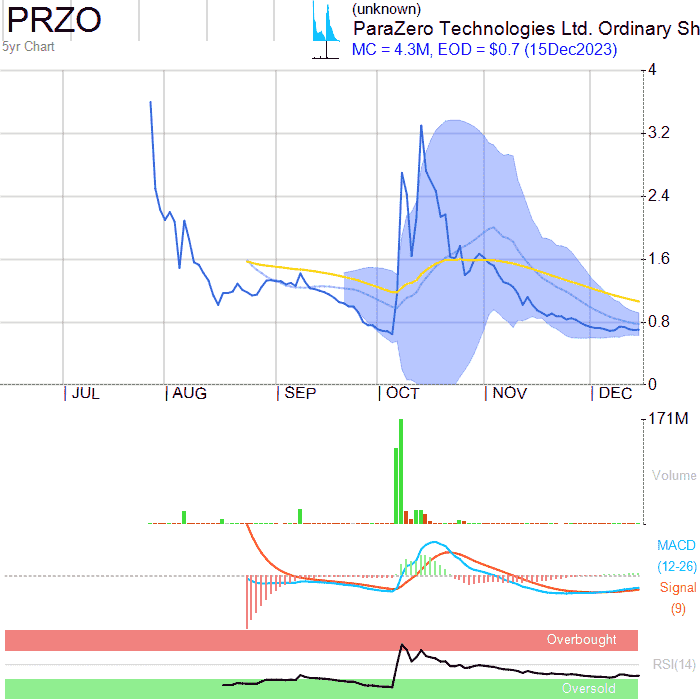 PRZO
(unknown)
ParaZero Technologies Ltd. Ordinary Sh
5yr Chart
MC = 4.3M, EOD = $0.7 (15Dec2023)
4
3.2
2.4
1.6
0.8
0
JUL AUG SEP OCT NOV DEC
171M
Volume
MACD
(12-26)
Signal
(9)
Overbought
RSI(14)
Oversold